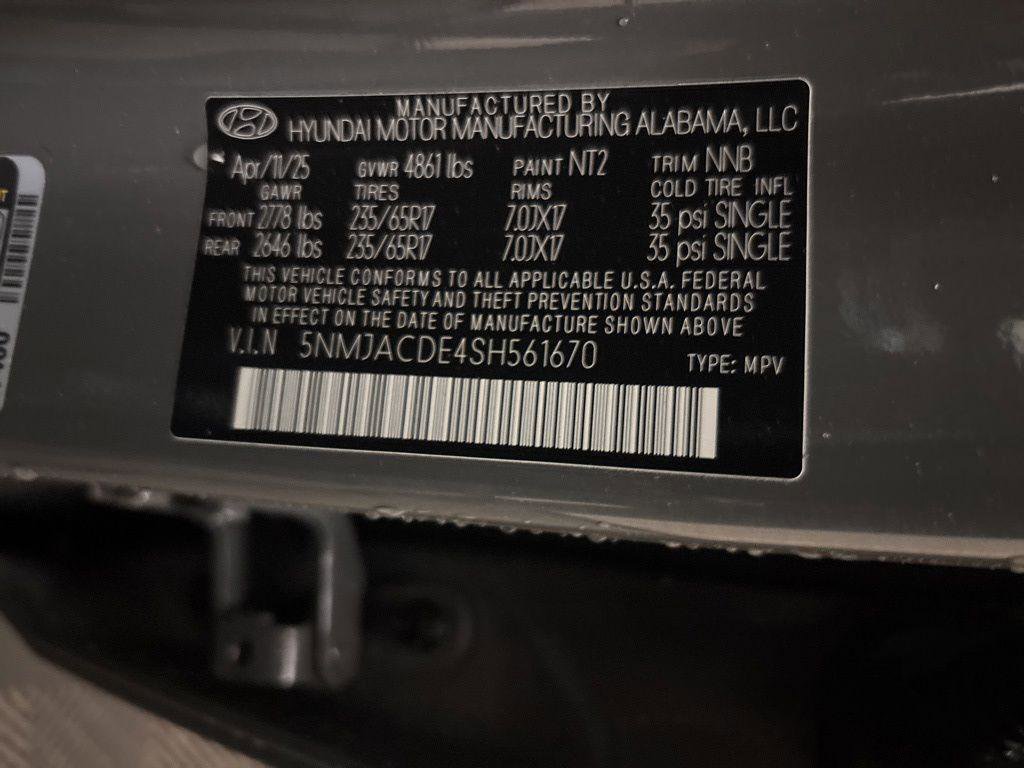 MANUFACTURED BY
HYUNDAI MOTOR MANUFACTURING ALABAMA, LLC
Apr/11/25 GVWR 4861 lbs PAINT NT2 TRIM NNB
GAWR TIRES RIMS COLD TIRE INFL
FRONT 2778 lbs 235/65R17 7.0JX17 35 psi SINGLE
REAR 2646 lbs 235/65R17 7.0JX17 35 psi SINGLE
THIS VEHICLE CONFORMS TO ALL APPLICABLE U.S.A. FEDERAL
MOTOR VEHICLE SAFETY AND THEFT PREVENTION STANDARDS
IN EFFECT ON THE DATE OF MANUFACTURE SHOWN ABOVE
V.I.N 5NMJACDE4SH561670 TYPE: MPV